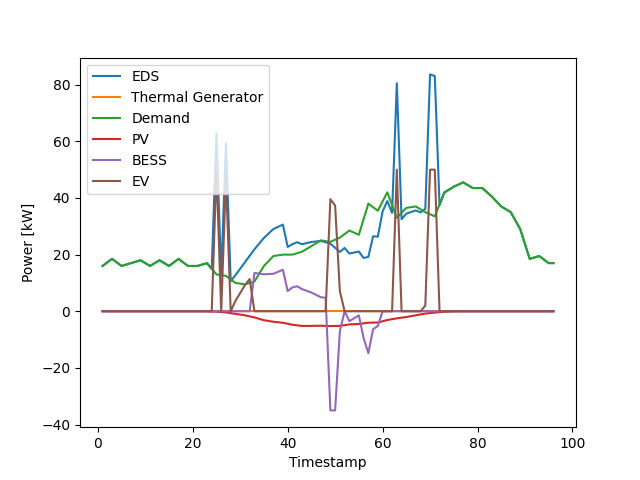 EDS
Thermal Generator
Demand
PV
BESS
EV
Power [kW]
80
60
40
20
0
−20
−40
0 20 40 60 80 100
Timestamp